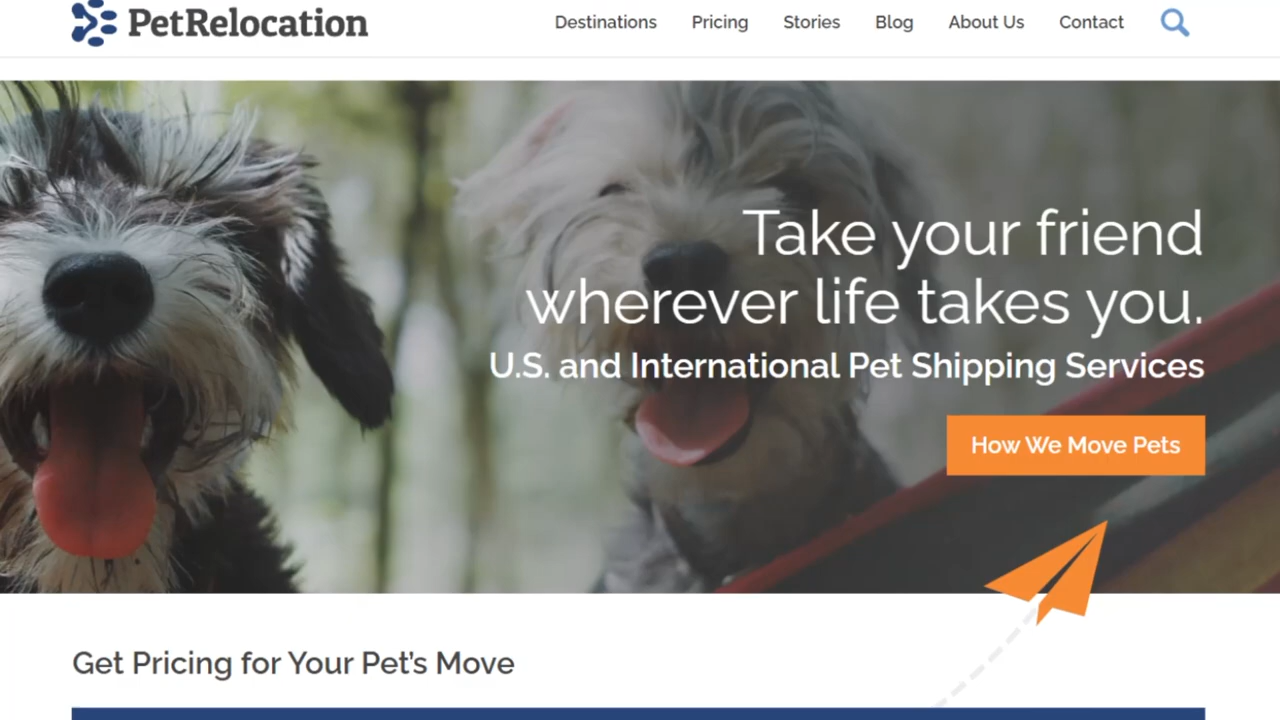 PetRelocation
Destinations Pricing Stories Blog About Us Contact
Take your friend
wherever life takes you.
U.S. and International Pet Shipping Services
How We Move Pets
Get Pricing for Your Pet's Move